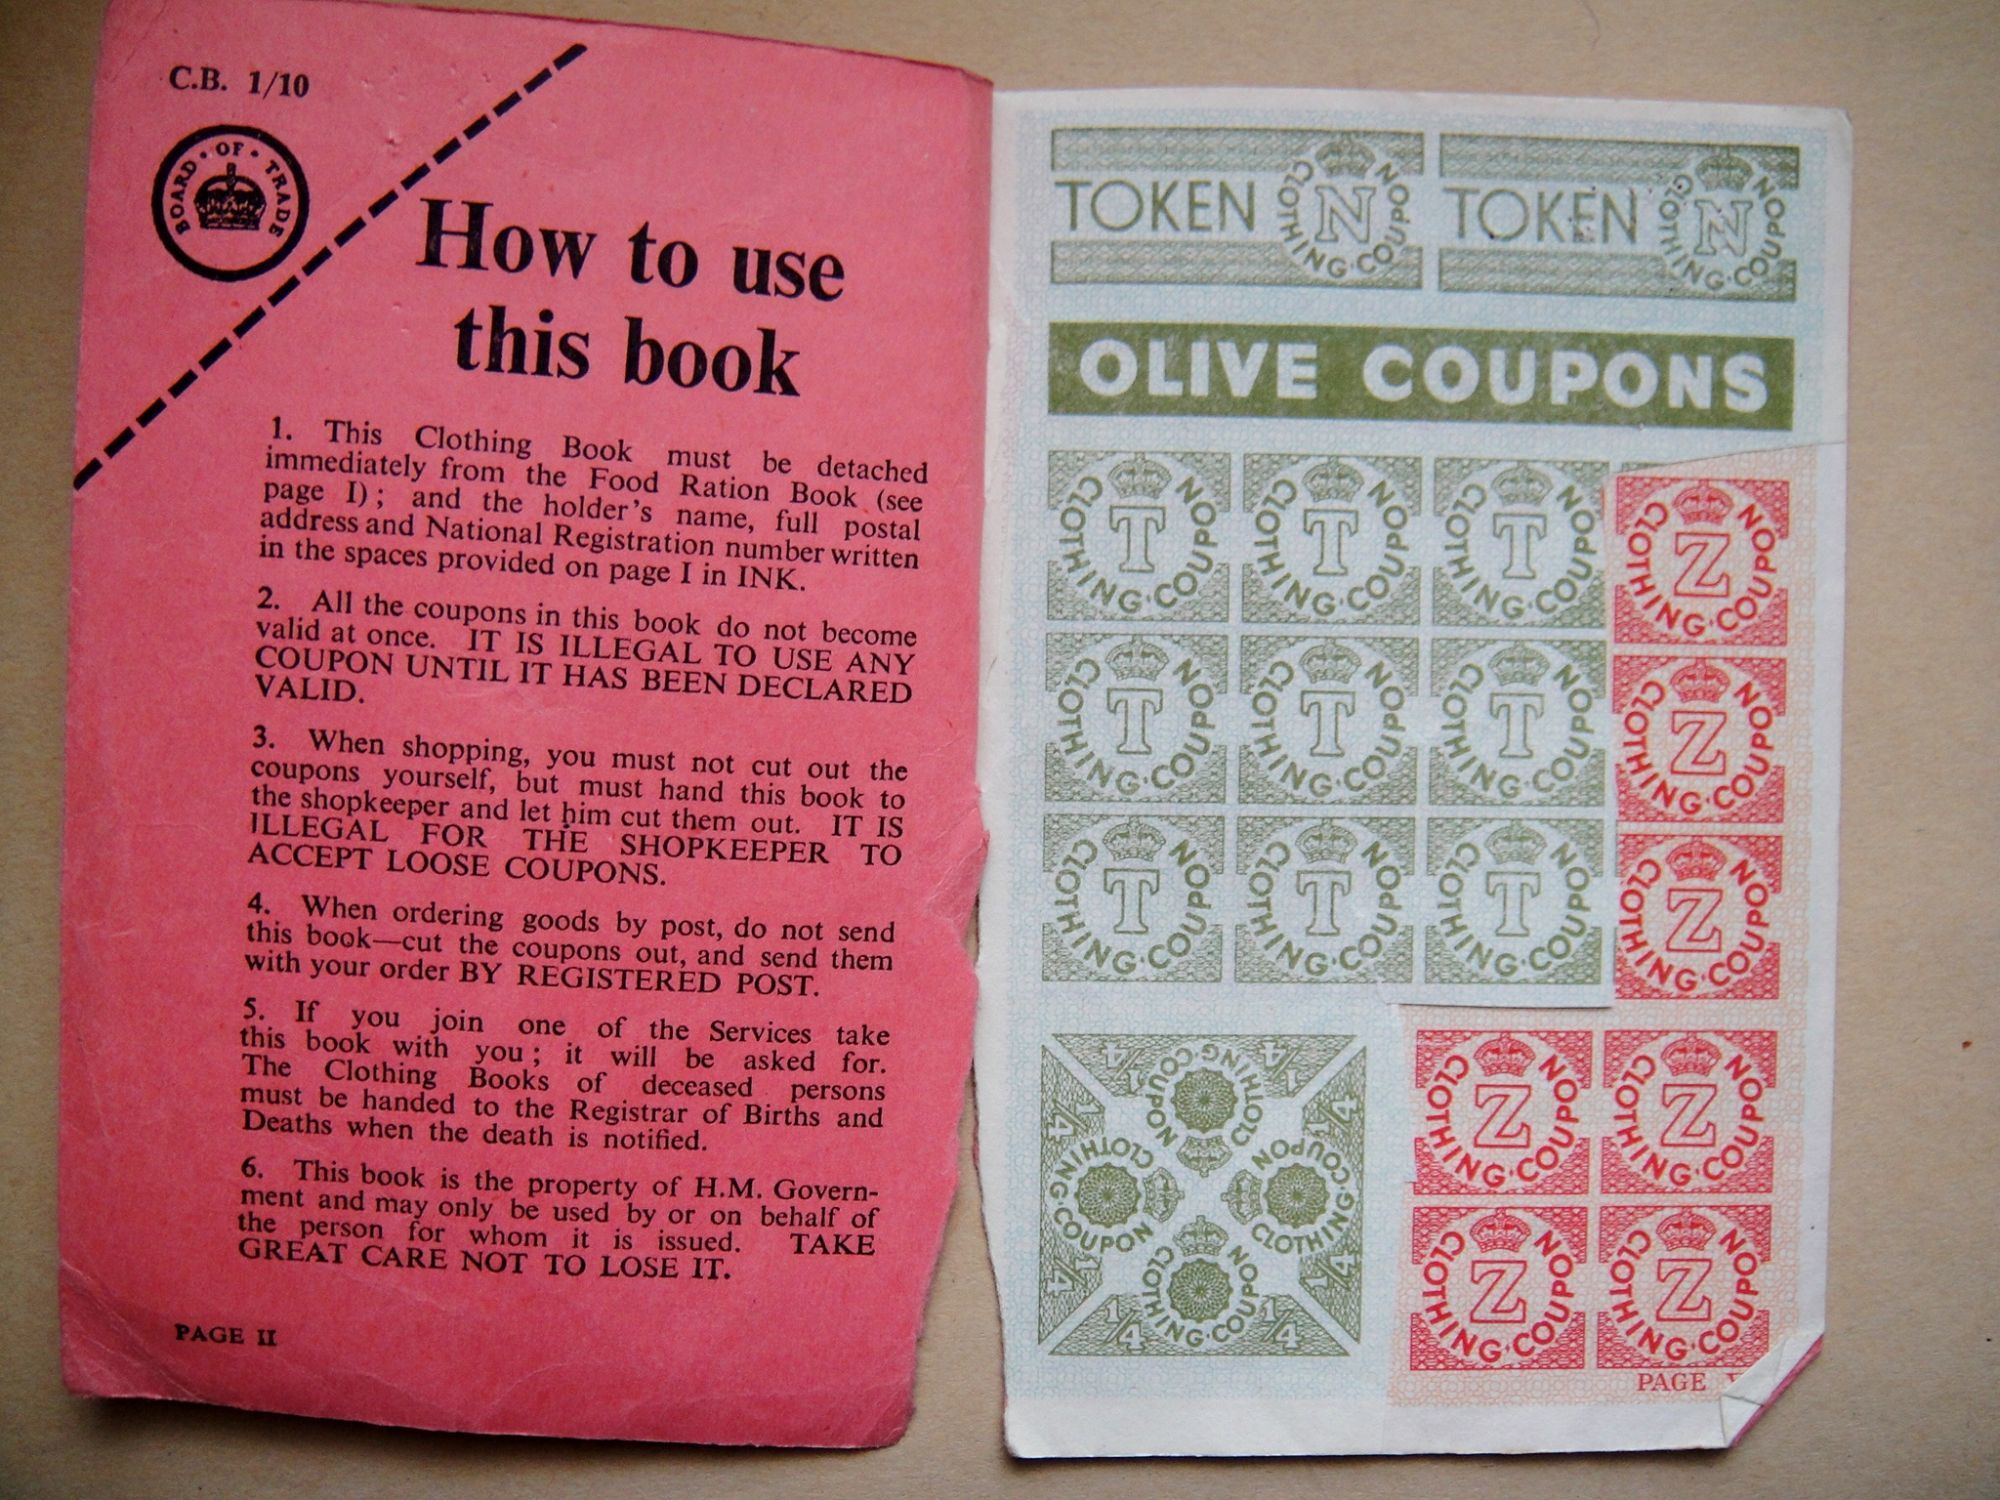 C.B. 1/10
BOARD · OF · TRADE
How to use
this book
1. This Clothing Book must be detached
immediately from the Food Ration Book (see
page I) ; and the holder's name, full postal
address and National Registration number written
in the spaces provided on page I in INK.
2. All the coupons in this book do not become
valid at once. IT IS ILLEGAL TO USE ANY
COUPON UNTIL IT HAS BEEN DECLARED
VALID.
3. When shopping, you must not cut out the
coupons yourself, but must hand this book to
the shopkeeper and let him cut them out. IT IS
ILLEGAL FOR THE SHOPKEEPER TO
ACCEPT LOOSE COUPONS.
4. When ordering goods by post, do not send
this book—cut the coupons out, and send them
with your order BY REGISTERED POST.
5. If you join one of the Services take
this book with you ; it will be asked for.
The Clothing Books of deceased persons
must be handed to the Registrar of Births and
Deaths when the death is notified.
6. This book is the property of H.M. Govern-
ment and may only be used by or on behalf of
the person for whom it is issued. TAKE
GREAT CARE NOT TO LOSE IT.
PAGE II
TOKEN CLOTHING·COUPON N TOKEN CLOTHING·COUPON N
OLIVE COUPONS
CLOTHING·COUPON T CLOTHING·COUPON T CLOTHING·COUPON T CLOTHING·COUPON Z
CLOTHING·COUPON T CLOTHING·COUPON T CLOTHING·COUPON T CLOTHING·COUPON Z
CLOTHING·COUPON T CLOTHING·COUPON T CLOTHING·COUPON T CLOTHING·COUPON Z
1/4 CLOTHING·COUPON 1/4
1/4 CLOTHING·COUPON 1/4
1/4 CLOTHING·COUPON 1/4
1/4 CLOTHING·COUPON 1/4
CLOTHING·COUPON Z CLOTHING·COUPON Z
CLOTHING·COUPON Z CLOTHING·COUPON Z
PAGE